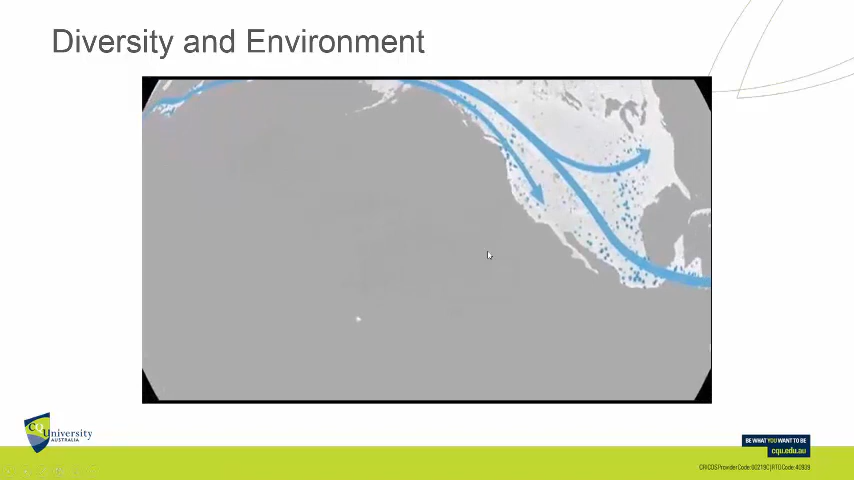 Diversity and Environment
CQUniversity
AUSTRALIA
BE WHAT YOU WANT TO BE
cqu.edu.au
CRICOS Provider Code: 00219C | RTO Code: 40939